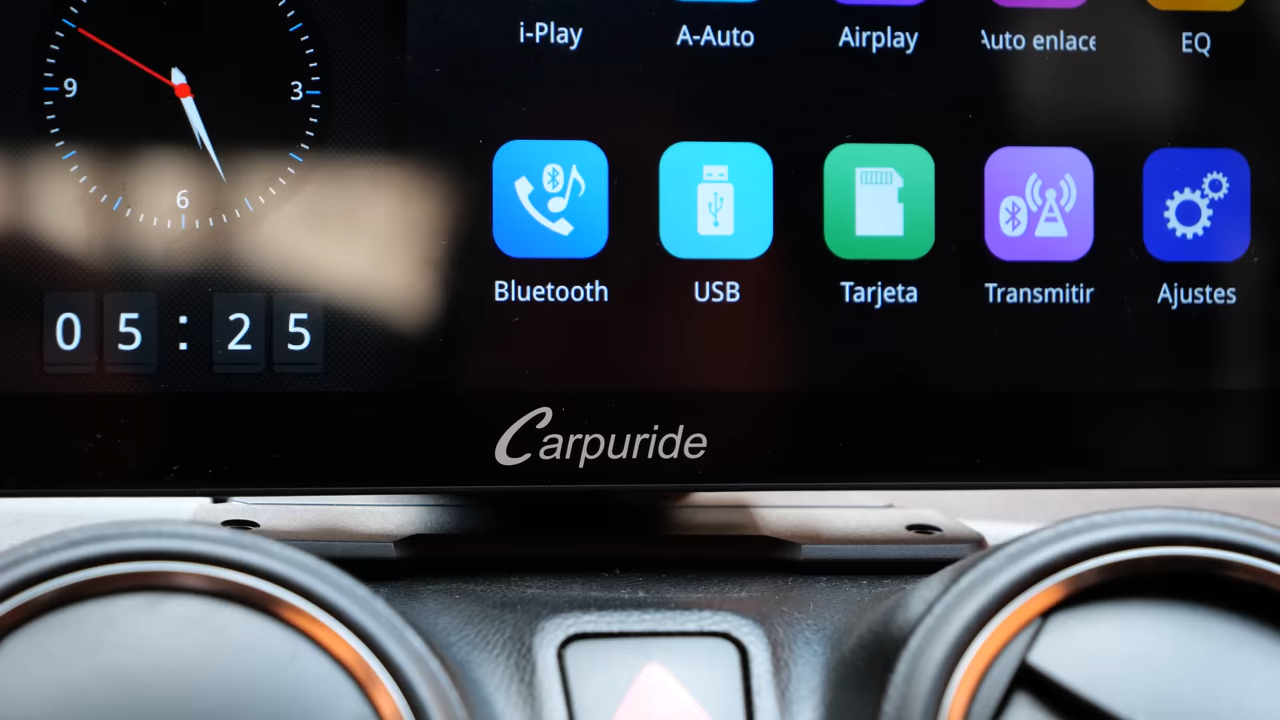 i-Play
A-Auto
Airplay
Auto enlace
EQ
9
3
6
Bluetooth
USB
Tarjeta
Transmitir
Ajustes
05:25
Carpuride